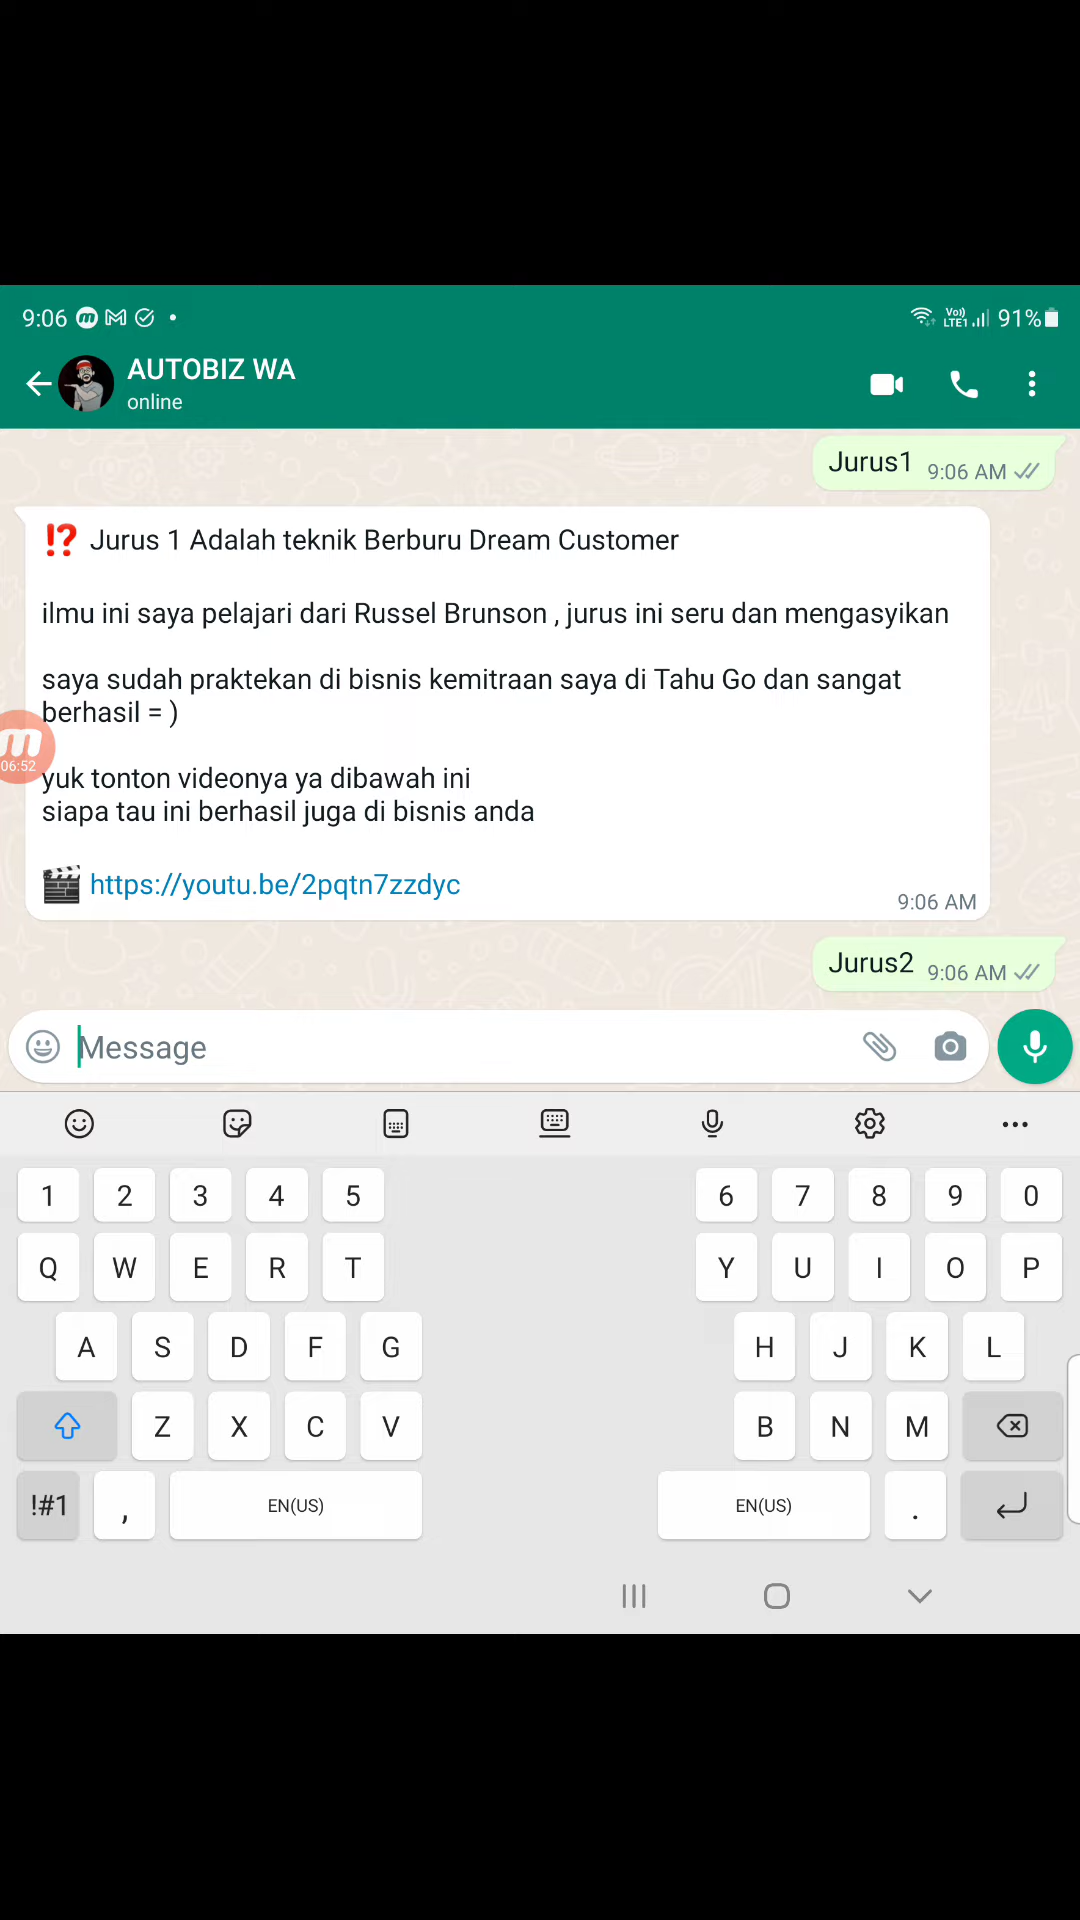 9:06 91%
Vo))
LTE1
AUTOBIZ WA
online
Jurus1 9:06 AM
⁉️ Jurus 1 Adalah teknik Berburu Dream Customer
ilmu ini saya pelajari dari Russel Brunson , jurus ini seru dan mengasyikan
saya sudah praktekan di bisnis kemitraan saya di Tahu Go dan sangat
berhasil = )
06:52
yuk tonton videonya ya dibawah ini
siapa tau ini berhasil juga di bisnis anda
🎬 https://youtu.be/2pqtn7zzdyc
9:06 AM
Jurus2 9:06 AM
Message
1 2 3 4 5 6 7 8 9 0
Q W E R T Y U I O P
A S D F G H J K L
Z X C V B N M
!#1 , EN(US) EN(US) .